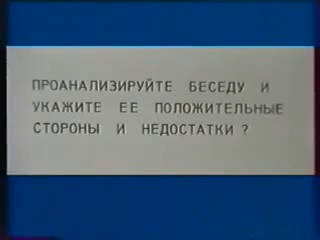 ПРОАНАЛИЗИРУЙТЕ БЕСЕДУ И
УКАЖИТЕ ЕЕ ПОЛОЖИТЕЛЬНЫЕ
СТОРОНЫ И НЕДОСТАТКИ ?